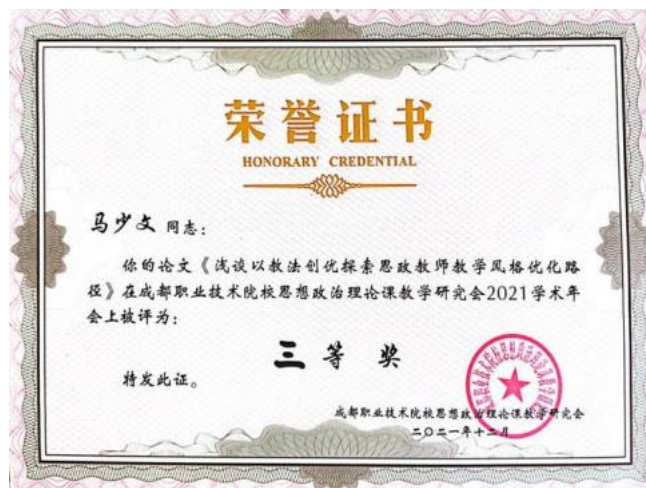 荣誉证书
HONORARY CREDENTIAL
马少文 同志：
你的论文《浅谈以教法创优探索思政教师教学风格优化路
径》在成都职业技术院校思想政治理论课教学研究会2021学术年
会上被评为：
三等奖
特发此证。
成都职业技术院校思想政治理论课教学研究会
二〇二一年十二月